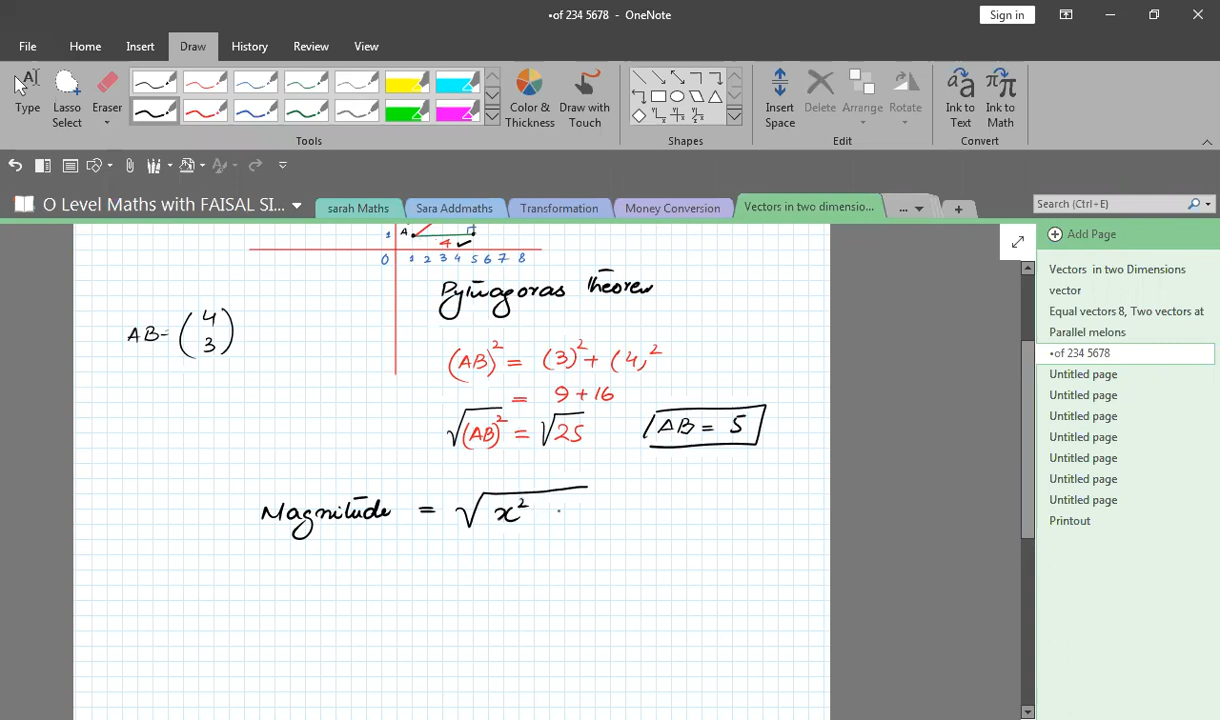 •of 234 5678 - OneNote
Sign in
File Home Insert Draw History Review View
Type
Lasso Select
Eraser
Color & Thickness
Draw with Touch
Insert Space
Delete
Arrange
Rotate
Ink to Text
Ink to Math
Tools Shapes Edit Convert
O Level Maths with FAISAL SI...
sarah Maths
Sara Addmaths
Transformation
Money Conversion
Vectors in two dimensio...
...
Search (Ctrl+E)
Add Page
Vectors in two Dimensions
vector
Equal vectors 8, Two vectors at
Parallel melons
•of 234 5678
Untitled page
Untitled page
Untitled page
Untitled page
Untitled page
Untitled page
Untitled page
Printout
1 A
4
0 1 2 3 4 5 6 7 8
Pythagoras Theorem
AB = (4 3)
(AB)² = (3)² + (4)²
= 9 + 16
√(AB)² = √25
AB = 5
Magnitude = √x²